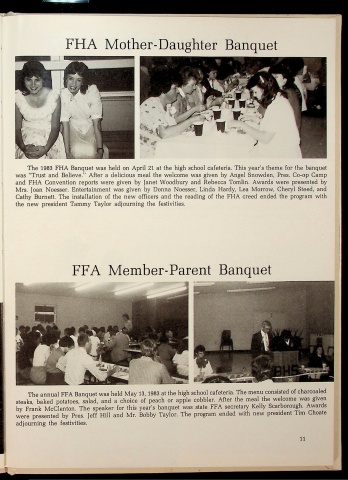 FHA Mother-Daughter Banquet
The 1983 FHA Banquet was held on April 21 at the high school cafeteria. This year's theme for the banquet
was "Trust and Believe." After a delicious meal the welcome was given by Angel Snowden, Pres. Co-op Camp
and FHA Convention reports were given by Janet Woodbury and Rebecca Tomlin. Awards were presented by
Mrs. Joan Noesser. Entertainment was given by Donna Noesser, Linda Hardy, Lea Morrow, Cheryl Steed, and
Cathy Burnett. The installation of the new officers and the reading of the FHA creed ended the program with
the new president Tammy Taylor adjourning the festivities.
FFA Member-Parent Banquet
BHS
The annual FFA Banquet was held May 13, 1983 at the high school cafeteria. The menu consisted of charcoaled
steaks, baked potatoes, salad, and a choice of peach or apple cobbler. After the meal the welcome was given
by Frank McClenton. The speaker for this year's banquet was state FFA secretary Kelly Scarborough. Awards
were presented by Pres. Jeff Hill and Mr. Bobby Taylor. The program ended with new president Tim Choate
adjourning the festivities.
11